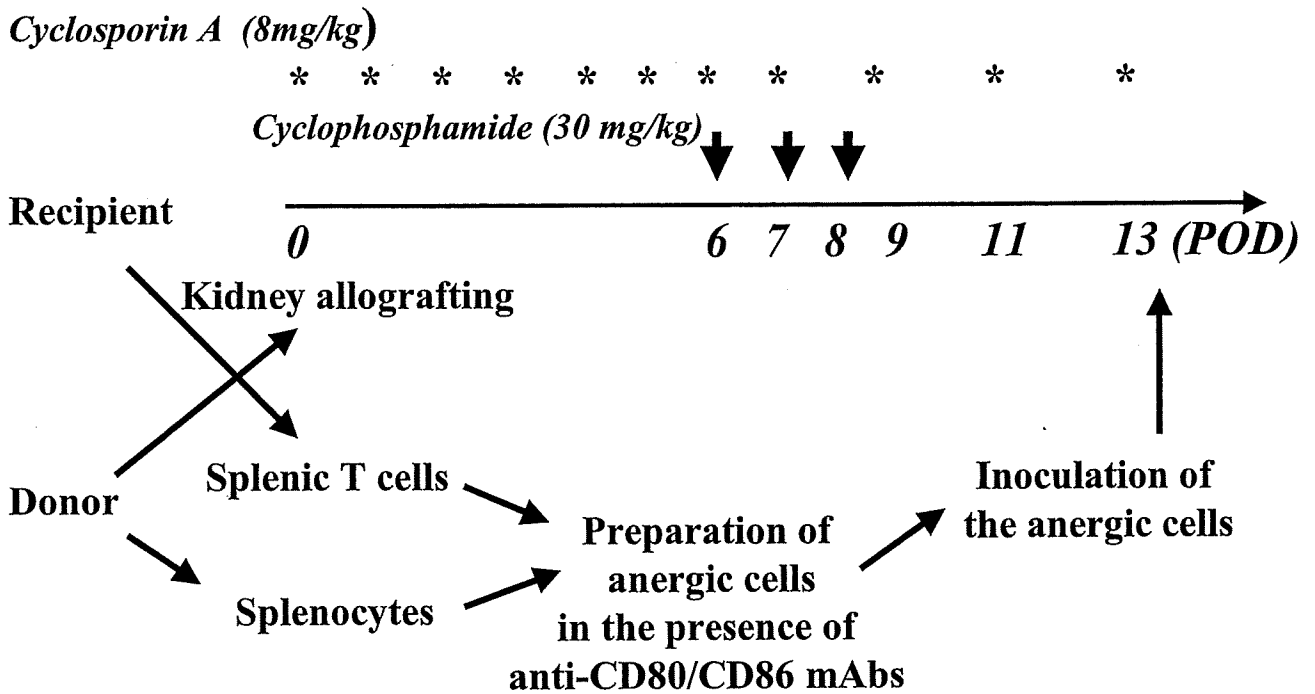 Cyclosporin A (8mg/kg)
* * * * * * * * * * *
Cyclophosphamide (30 mg/kg)
Recipient
0 6 7 8 9 11 13 (POD)
Kidney allografting
Splenic T cells
Donor
Splenocytes
Preparation of
anergic cells
in the presence of
anti-CD80/CD86 mAbs
Inoculation of
the anergic cells